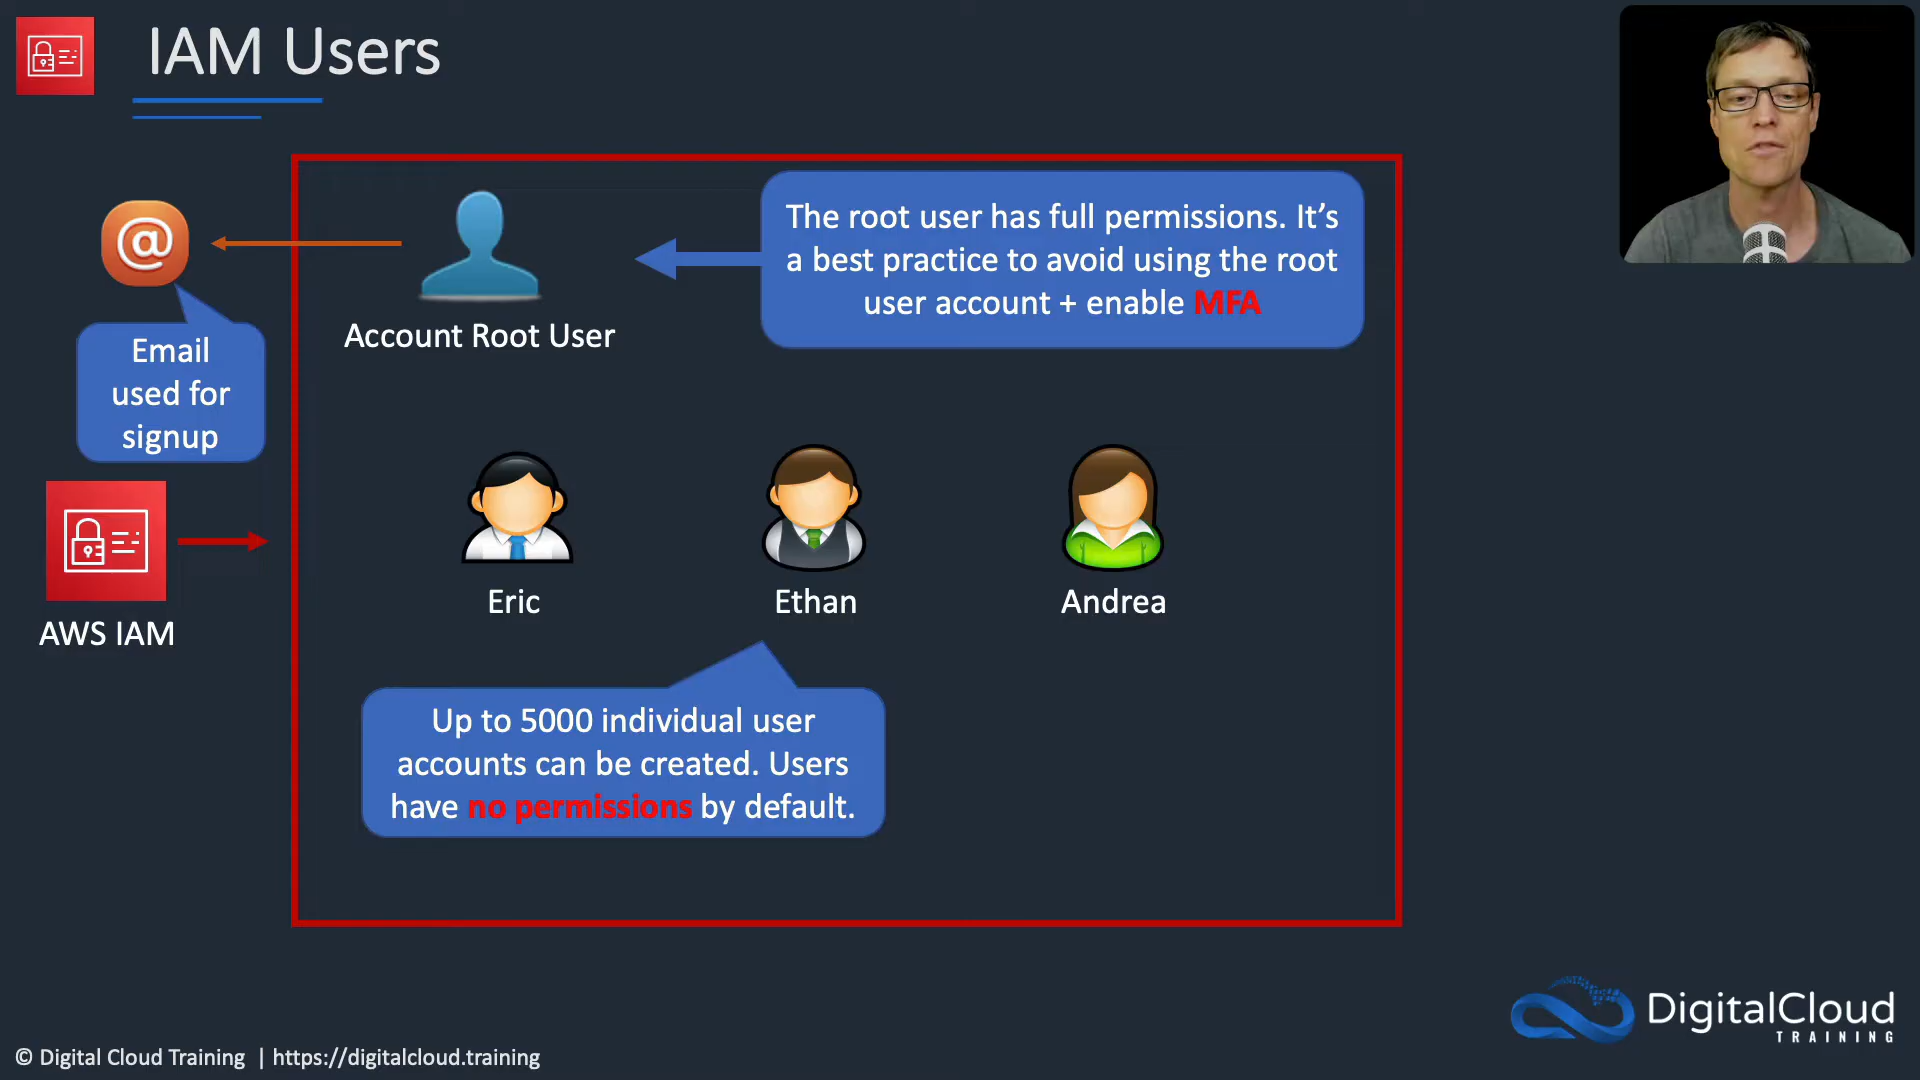 IAM Users
The root user has full permissions. It’s
a best practice to avoid using the root
user account + enable MFA
@
Account Root User
Email
used for
signup
AWS IAM
Eric
Ethan
Andrea
Up to 5000 individual user
accounts can be created. Users
have no permissions by default.
DigitalCloud
TRAINING
© Digital Cloud Training | https://digitalcloud.training